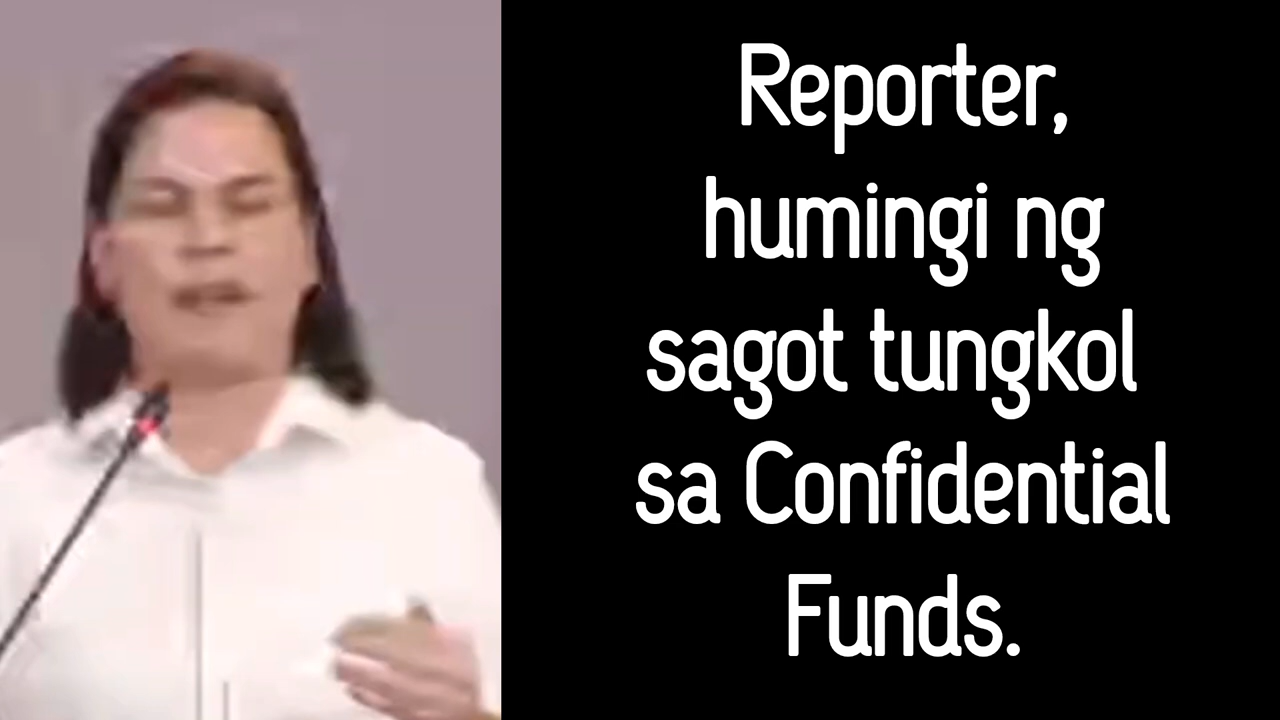 Reporter,
humingi ng
sagot tungkol
sa Confidential
Funds.